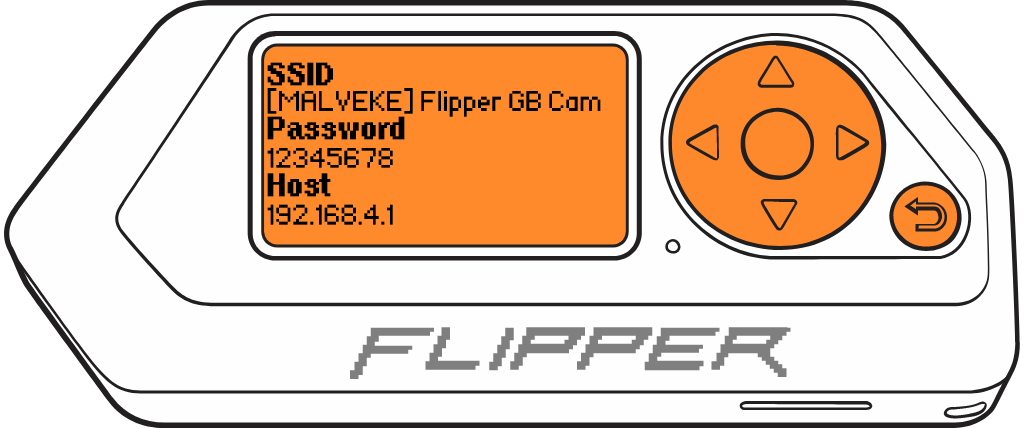 SSID
[MALVEKE] Flipper GB Cam
Password
12345678
Host
192.168.4.1
FLIPPER